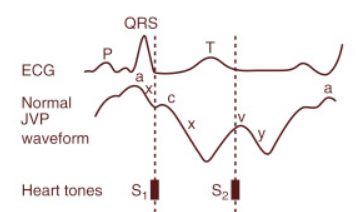 QRS
P
T
ECG
a
a
x
c
Normal
JVP
waveform
x
v
y
Heart tones
S1
S2